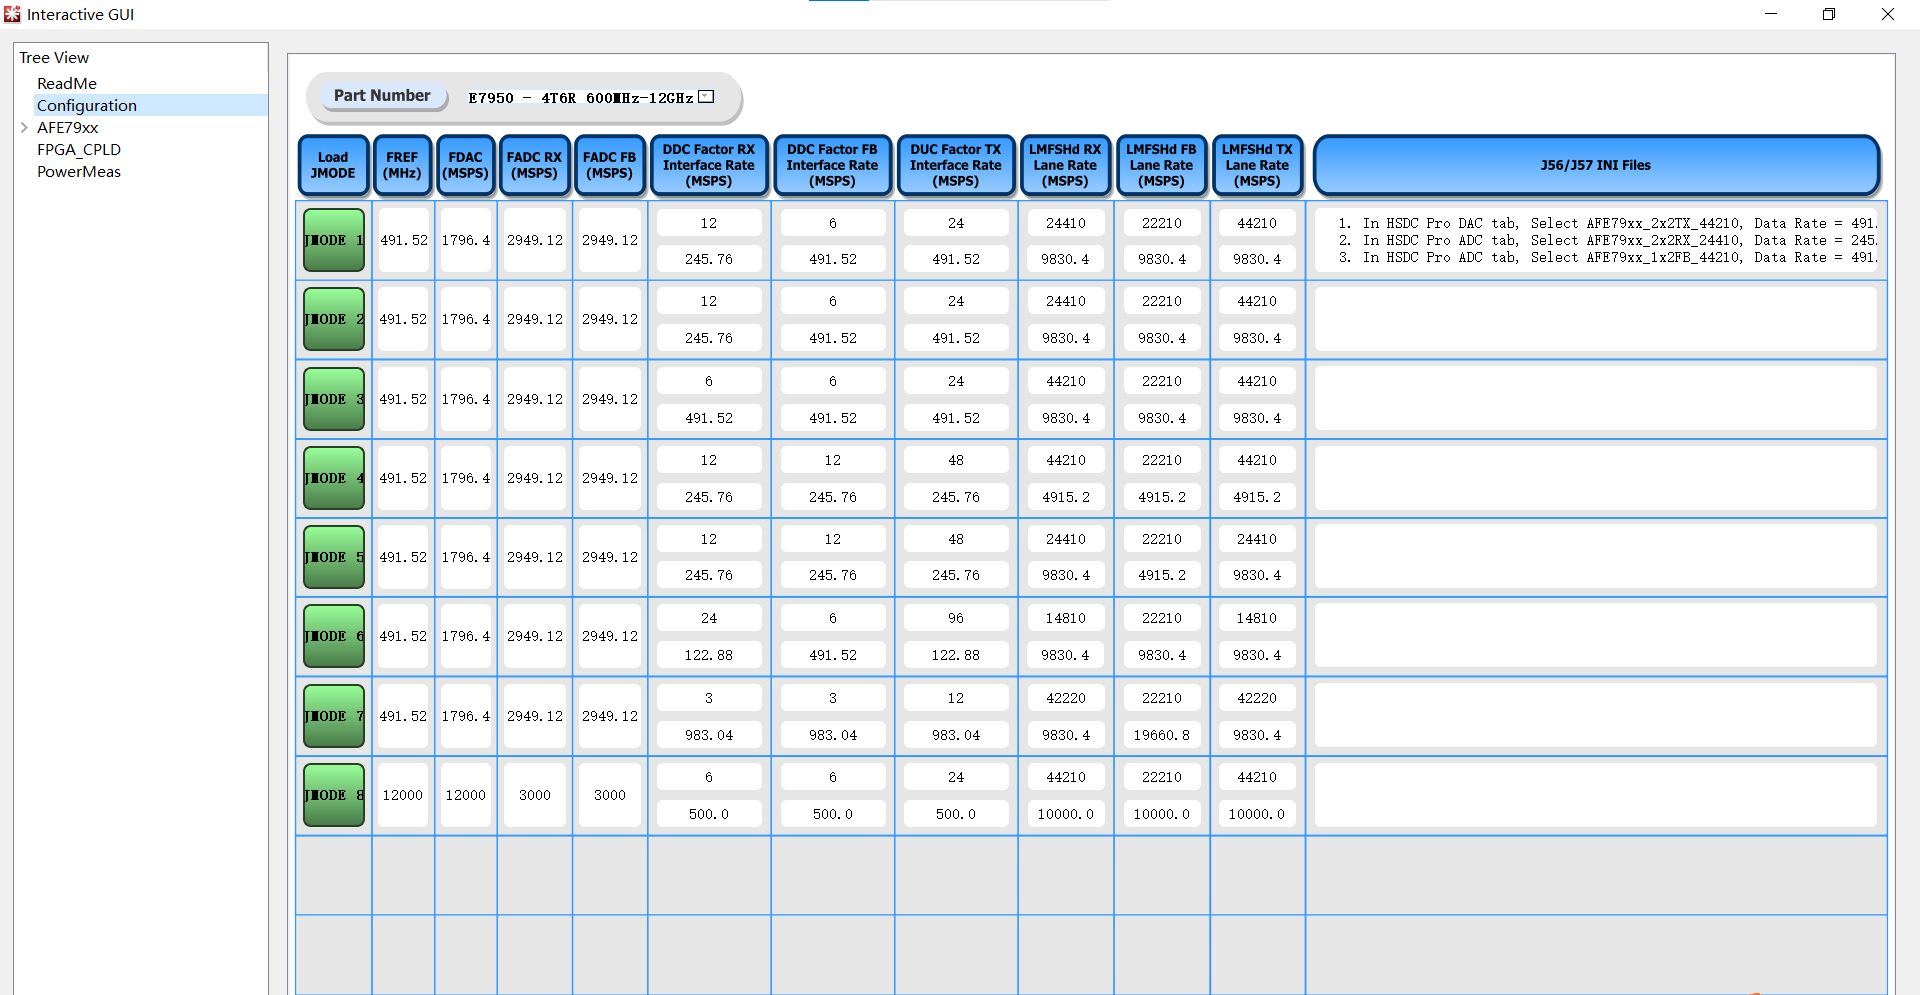 Interactive GUI
Tree View
ReadMe
Configuration
AFE79xx
FPGA_CPLD
PowerMeas
Part Number E7950 - 4T6R 600MHz-12GHz
Load JMODE
FREF (MHz)
FDAC (MSPS)
FADC RX (MSPS)
FADC FB (MSPS)
DDC Factor RX Interface Rate (MSPS)
DDC Factor FB Interface Rate (MSPS)
DUC Factor TX Interface Rate (MSPS)
LMFSHd RX Lane Rate (MSPS)
LMFSHd FB Lane Rate (MSPS)
LMFSHd TX Lane Rate (MSPS)
J56/J57 INI Files
12 6 24 24410 22210 44210
JMODE 1 491.52 1796.4 2949.12 2949.12
245.76 491.52 491.52 9830.4 9830.4 9830.4
1. In HSDC Pro DAC tab, Select AFE79xx_2x2TX_44210, Data Rate = 491.
2. In HSDC Pro ADC tab, Select AFE79xx_2x2RX_24410, Data Rate = 245.
3. In HSDC Pro ADC tab, Select AFE79xx_1x2FB_44210, Data Rate = 491.
12 6 24 24410 22210 44210
JMODE 2 491.52 1796.4 2949.12 2949.12
245.76 491.52 491.52 9830.4 9830.4 9830.4
6 6 24 44210 22210 44210
JMODE 3 491.52 1796.4 2949.12 2949.12
491.52 491.52 491.52 9830.4 9830.4 9830.4
12 12 48 44210 22210 44210
JMODE 4 491.52 1796.4 2949.12 2949.12
245.76 245.76 245.76 4915.2 4915.2 4915.2
12 12 48 24410 22210 24410
JMODE 5 491.52 1796.4 2949.12 2949.12
245.76 245.76 245.76 9830.4 4915.2 9830.4
24 6 96 14810 22210 14810
JMODE 6 491.52 1796.4 2949.12 2949.12
122.88 491.52 122.88 9830.4 9830.4 9830.4
3 3 12 42220 22210 42220
JMODE 7 491.52 1796.4 2949.12 2949.12
983.04 983.04 983.04 9830.4 19660.8 9830.4
6 6 24 44210 22210 44210
JMODE 8 12000 12000 3000 3000
500.0 500.0 500.0 10000.0 10000.0 10000.0